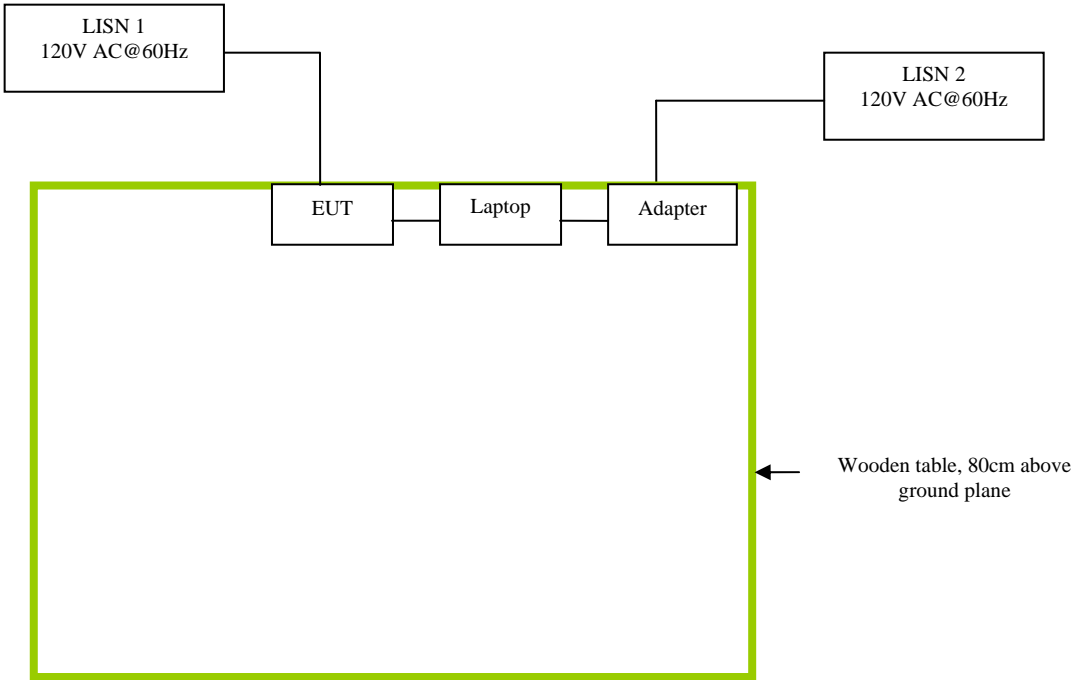 LISN 1
120V AC@60Hz
LISN 2
120V AC@60Hz
EUT
Laptop
Adapter
Wooden table, 80cm above
ground plane